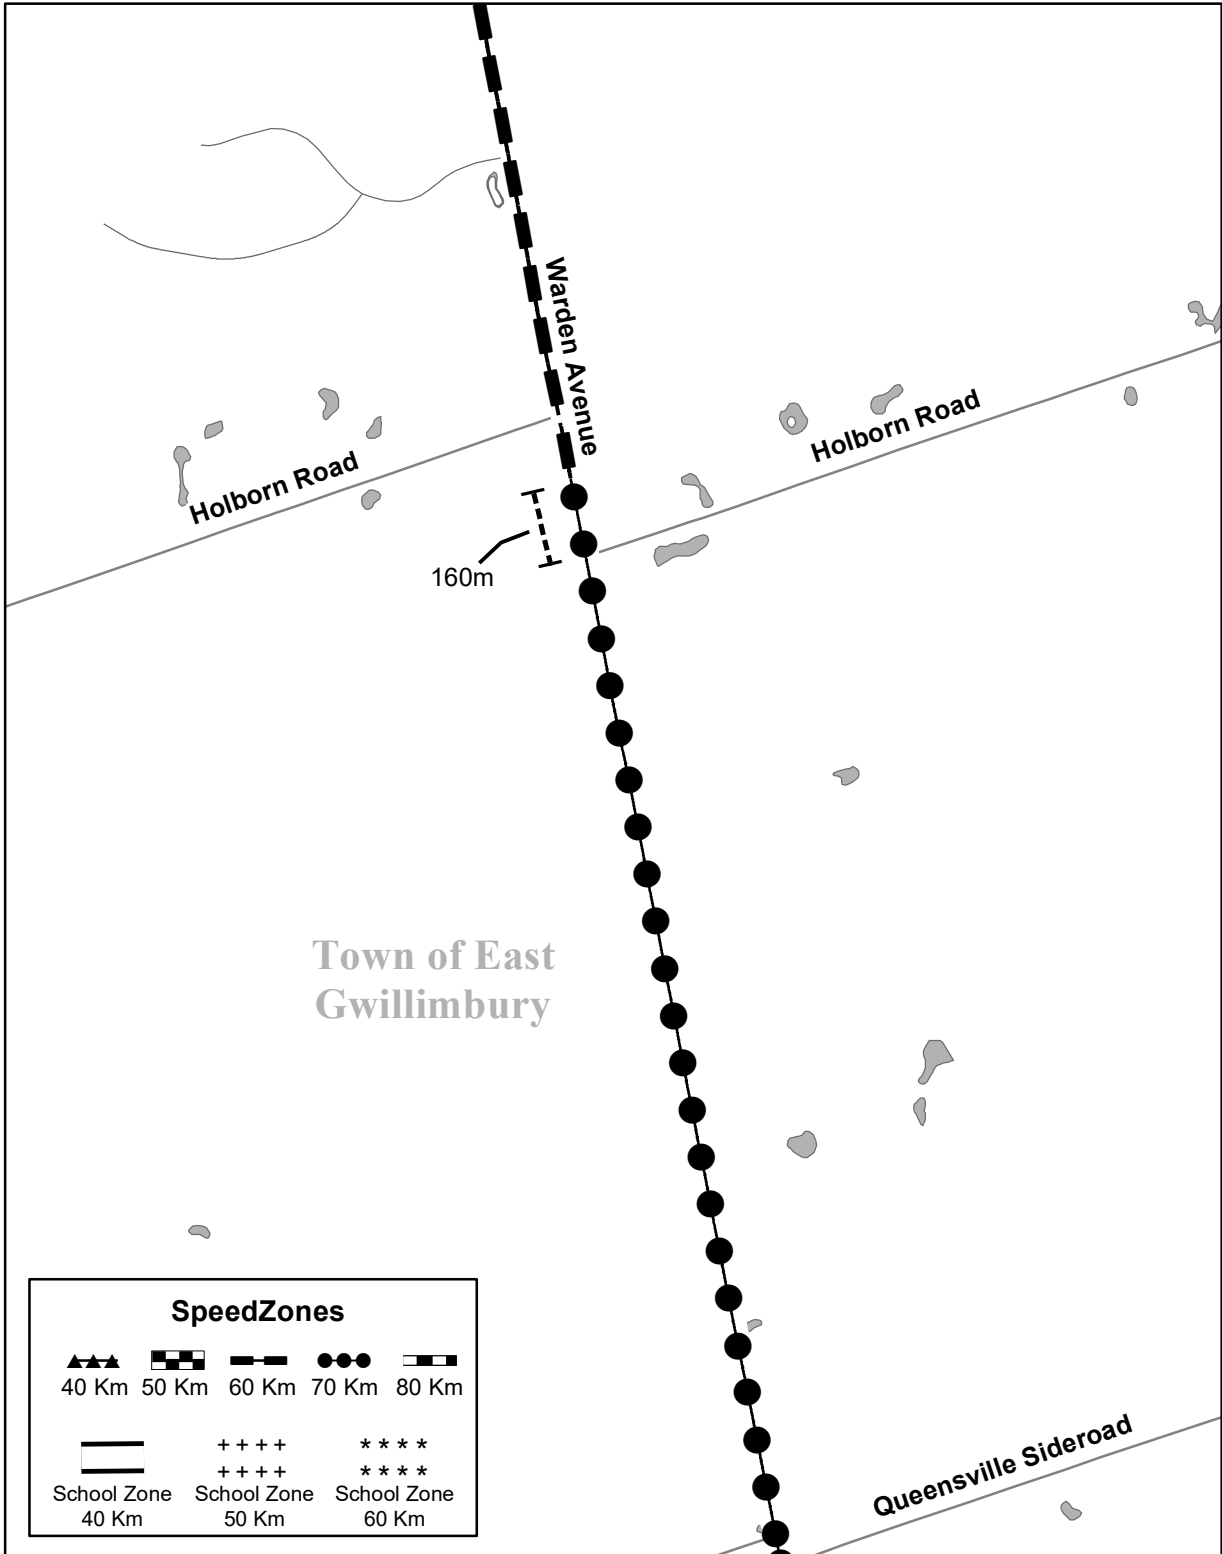 Warden Avenue
Holborn Road
Holborn Road
160m
Town of East
Gwillimbury
Queensville Sideroad
SpeedZones
40 Km 50 Km 60 Km 70 Km 80 Km
++++ ****
++++ ****
School Zone School Zone School Zone
40 Km 50 Km 60 Km